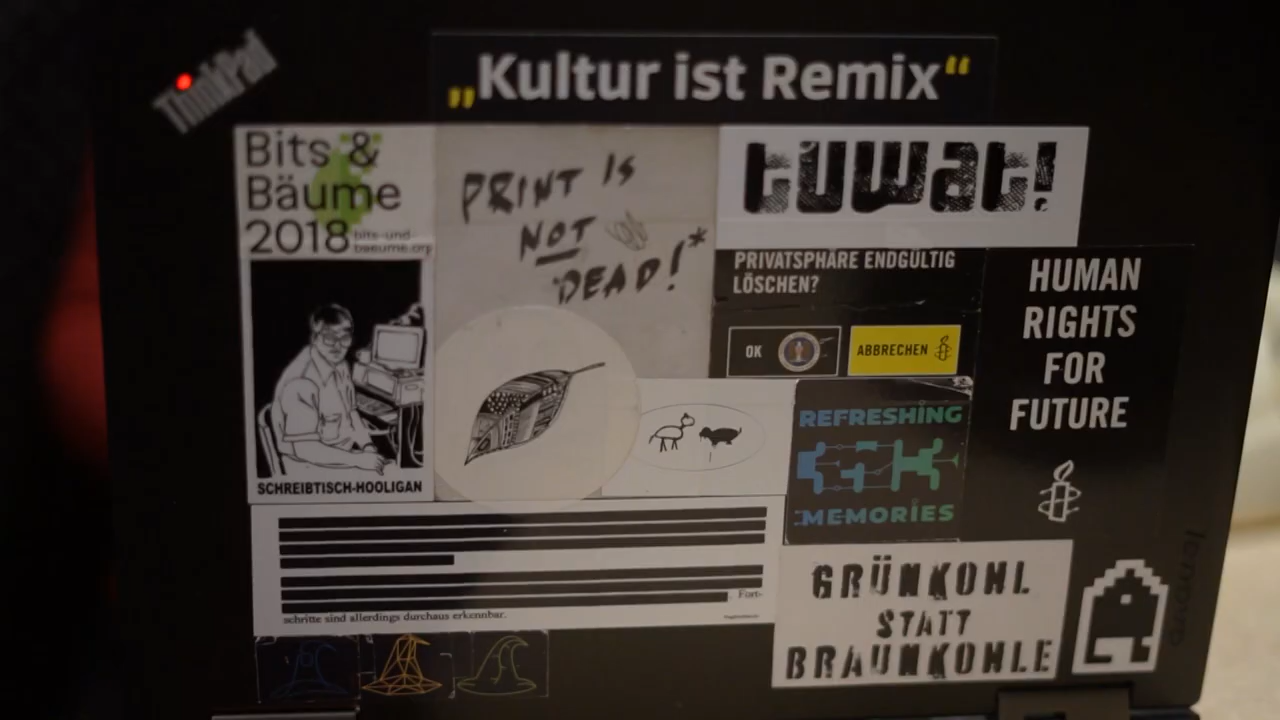 ThinkPad
„Kultur ist Remix“
Bits &
Bäume
2018
bits-und-
baeume.org
PRINT IS
NOT
DEAD!*
tuwat!
PRIVATSPHÄRE ENDGÜLTIG
LÖSCHEN?
OK
ABBRECHEN
HUMAN
RIGHTS
FOR
FUTURE
SCHREIBTISCH-HOOLIGAN
REFRESHING
MEMORIES
Fort-
schritte sind allerdings durchaus erkennbar.
GRÜNKOHL
STATT
BRAUNKOHLE
lenovo